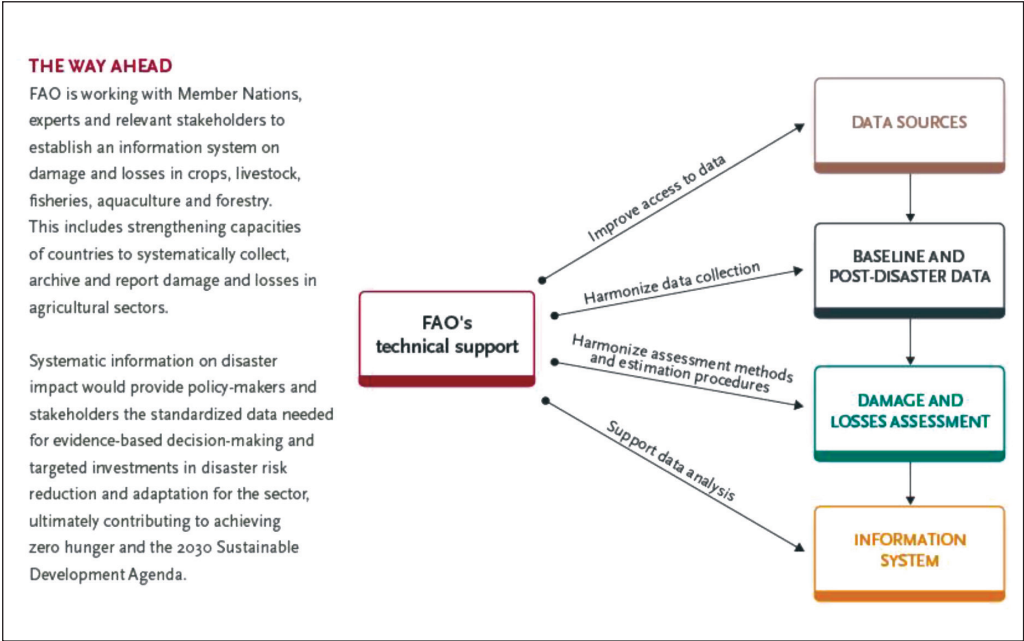 THE WAY AHEAD
FAO is working with Member Nations,
experts and relevant stakeholders to
establish an information system on
damage and losses in crops, livestock,
fisheries, aquaculture and forestry.
This includes strengthening capacities
of countries to systematically collect,
archive and report damage and losses in
agricultural sectors.
Systematic information on disaster
impact would provide policy-makers and
stakeholders the standardized data needed
for evidence-based decision-making and
targeted investments in disaster risk
reduction and adaptation for the sector,
ultimately contributing to achieving
zero hunger and the 2030 Sustainable
Development Agenda.
FAO's
technical support
Improve access to data
Harmonize data collection
Harmonize assessment methods
and estimation procedures
Support data analysis
DATA SOURCES
BASELINE AND
POST-DISASTER DATA
DAMAGE AND
LOSSES ASSESSMENT
INFORMATION
SYSTEM